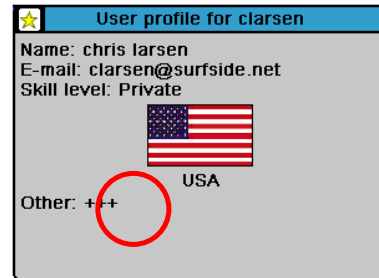 User profile for clarsen
Name: chris larsen
E-mail: clarsen@surfside.net
Skill level: Private
USA
Other: +++